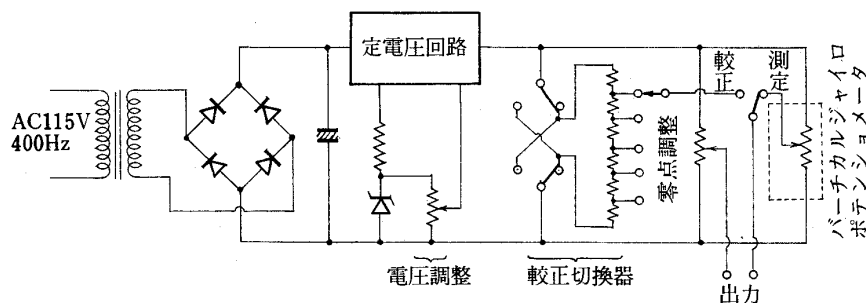 定電圧回路
AC115V
400Hz
電圧調整
較正切換器
零点調整
較正
測定
バーチカルジャイロ
ポテンショメータ
出力